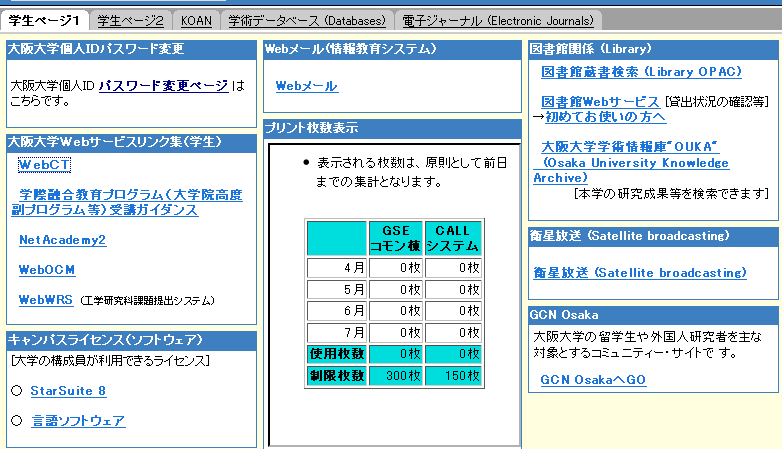 学生ページ1 学生ページ2 KOAN 学術データベース (Databases) 電子ジャーナル (Electronic Journals)
大阪大学個人IDパスワード変更
大阪大学個人ID パスワード変更ページ は
こちらです。
大阪大学Webサービスリンク集(学生)
WebCT
学際融合教育プログラム(大学院高度
副プログラム等)受講ガイダンス
NetAcademy2
WebOCM
WebWRS (工学研究科課題提出システム)
キャンパスライセンス(ソフトウェア)
[大学の構成員が利用できるライセンス]
○ StarSuite 8
○ 言語ソフトウェア
Webメール(情報教育システム)
Webメール
プリント枚数表示
• 表示される枚数は、原則として前日
までの集計となります。
GSE CALL
コモン棟 システム
4月 0枚 0枚
5月 0枚 0枚
6月 0枚 0枚
7月 0枚 0枚
使用枚数 0枚 0枚
制限枚数 300枚 150枚
図書館関係 (Library)
図書館蔵書検索 (Library OPAC)
図書館Webサービス [貸出状況の確認等]
→初めてお使いの方へ
大阪大学学術情報庫"OUKA"
(Osaka University Knowledge
Archive)
[本学の研究成果等を検索できます]
衛星放送 (Satellite broadcasting)
衛星放送 (Satellite broadcasting)
GCN Osaka
大阪大学の留学生や外国人研究者を主な
対象とするコミュニティー・サイトです。
GCN OsakaへGO